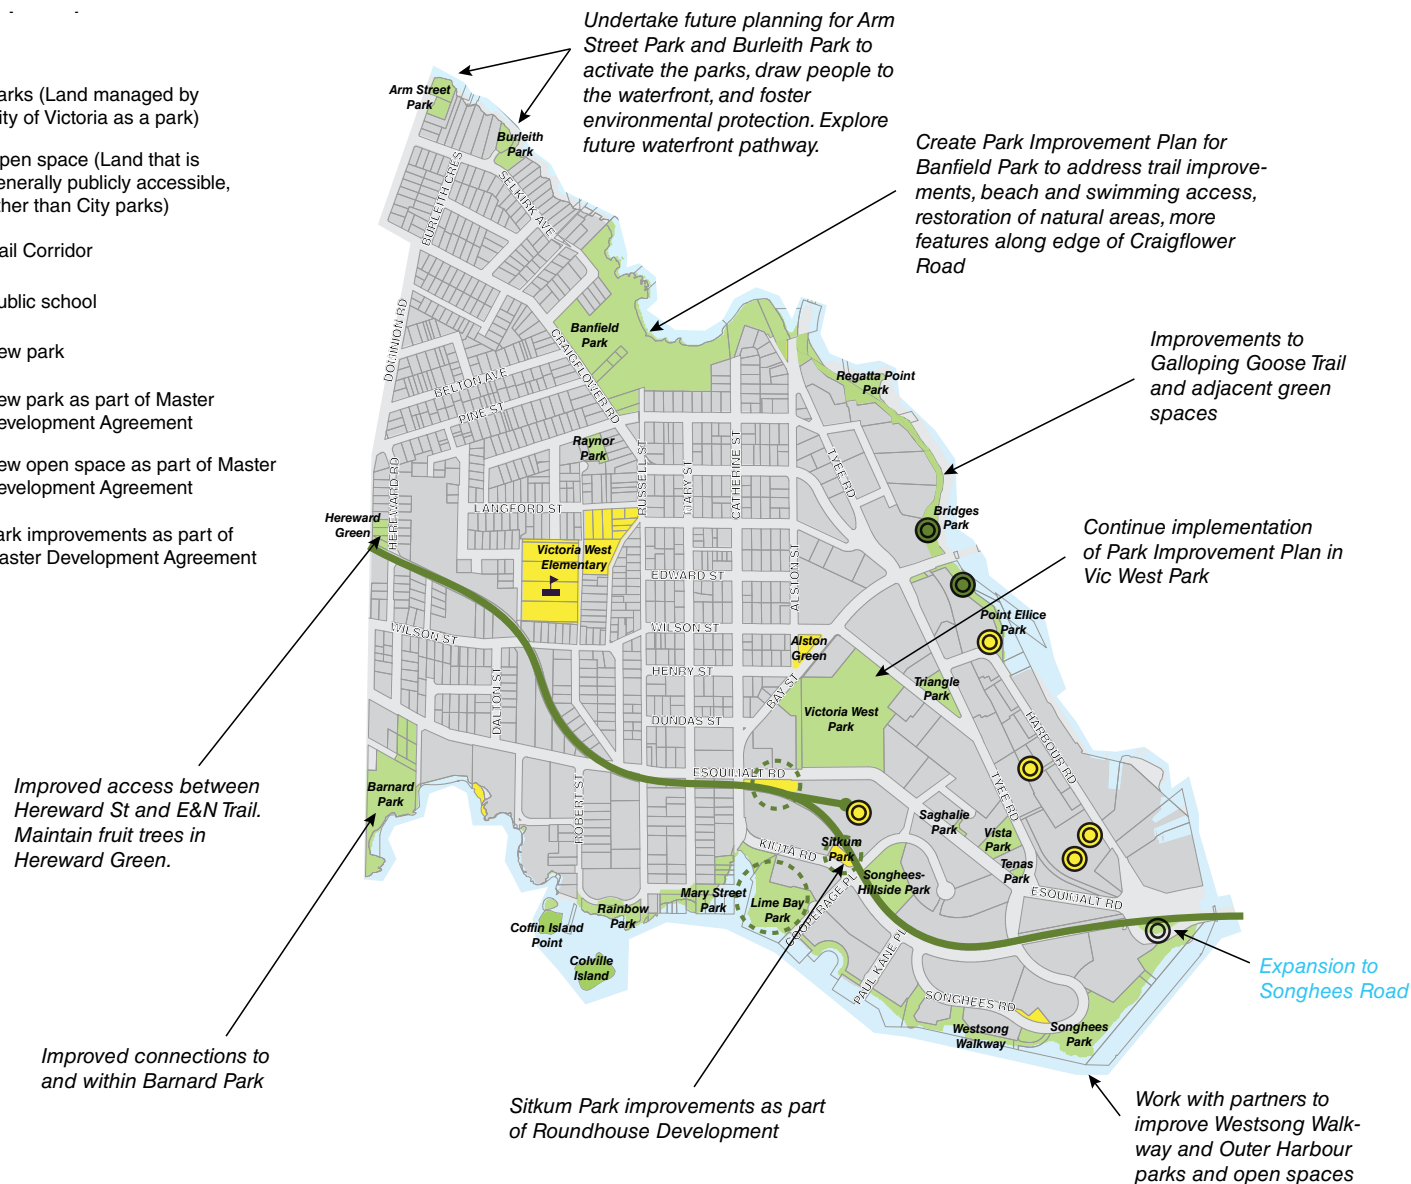 Undertake future planning for Arm
Street Park and Burleith Park to
activate the parks, draw people to
the waterfront, and foster
environmental protection. Explore
future waterfront pathway.
arks (Land managed by
ity of Victoria as a park)
pen space (Land that is
enerally publicly accessible,
ther than City parks)
ail Corridor
ublic school
ew park
ew park as part of Master
evelopment Agreement
ew open space as part of Master
evelopment Agreement
ark improvements as part of
aster Development Agreement
Create Park Improvement Plan for
Banfield Park to address trail improve-
ments, beach and swimming access,
restoration of natural areas, more
features along edge of Craigflower
Road
Improvements to
Galloping Goose Trail
and adjacent green
spaces
Continue implementation
of Park Improvement Plan in
Vic West Park
Arm Street
Park
Burleith
Park
BURLEITH CRES
SELKIRK AVE
DOMINION RD
Banfield
Park
CRAIGFLOWER RD
BELTON AVE
PINE ST
Regatta Point
Park
Raynor
Park
RUSSELL ST
MARY ST
CATHERINE ST
TYEE RD
HEREWARD RD
LANGFORD ST
Hereward
Green
Bridges
Park
Victoria West
Elementary
EDWARD ST
ALSTON ST
Point Ellice
Park
WILSON ST
WILSON ST
Alston
Green
HENRY ST
DALTON ST
BAY ST
Triangle
Park
Victoria West
Park
DUNDAS ST
HARBOUR RD
ESQUIMALT RD
TYEE RD
Barnard
Park
ROBERT ST
Saghalie
Park
Vista
Park
Sitkum
Park
KILITA RD
Tenas
Park
Songhees-
Hillside Park
ESQUIMALT RD
Mary Street
Park
Lime Bay
Park
COOPERAGE PL
Rainbow
Park
Coffin Island
Point
Colville
Island
PAUL KANE PL
SONGHEES RD
Westsong
Walkway
Songhees
Park
Improved access between
Hereward St and E&N Trail.
Maintain fruit trees in
Hereward Green.
Improved connections to
and within Barnard Park
Sitkum Park improvements as part
of Roundhouse Development
Expansion to
Songhees Road
Work with partners to
improve Westsong Walk-
way and Outer Harbour
parks and open spaces